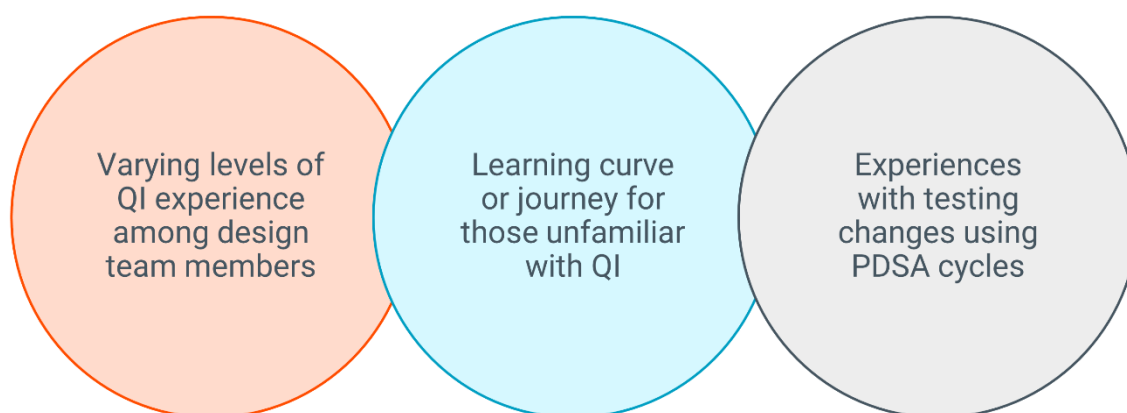 Varying levels of
QI experience
among design
team members
Learning curve
or journey for
those unfamiliar
with QI
Experiences
with testing
changes using
PDSA cycles